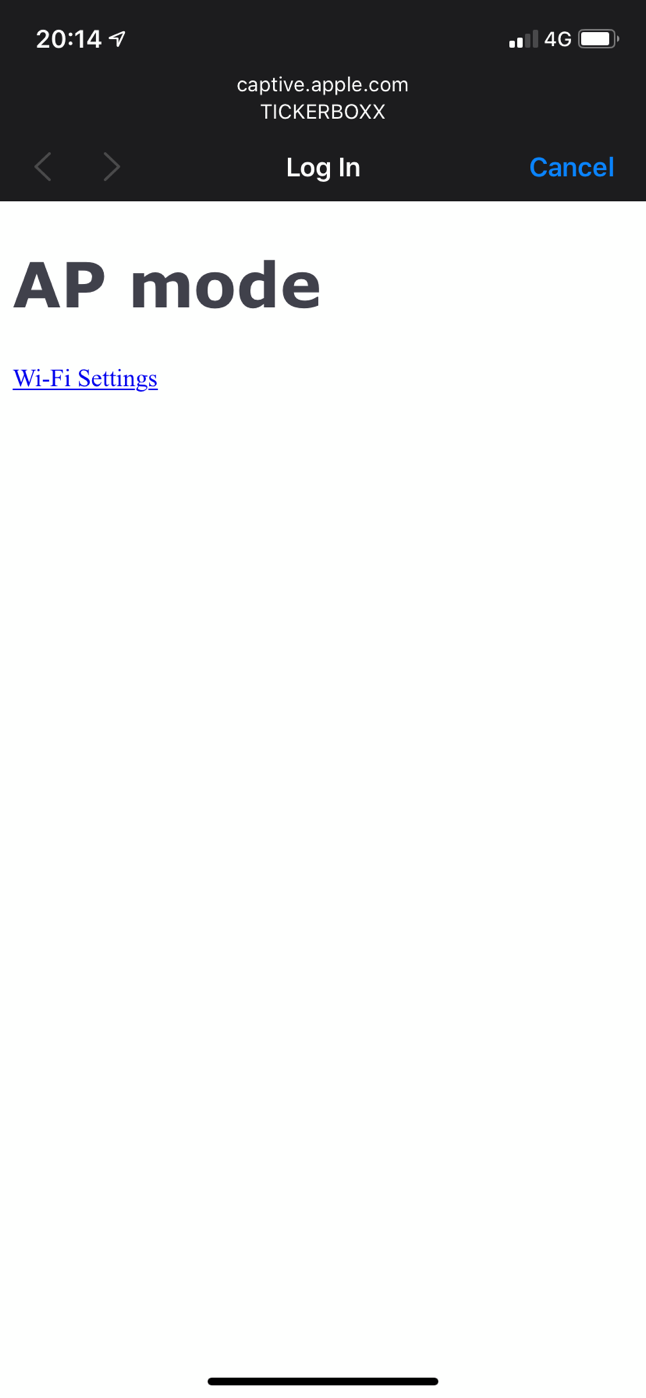 20:14
4G
captive.apple.com
TICKERBOXX
Log In
Cancel
AP mode
Wi-Fi Settings